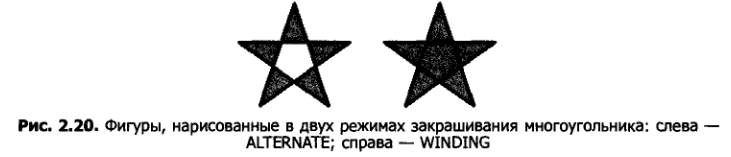 Рис. 2.20. Фигуры, нарисованные в двух режимах закрашивания многоугольника: слева —
ALTERNATE; справа — WINDING